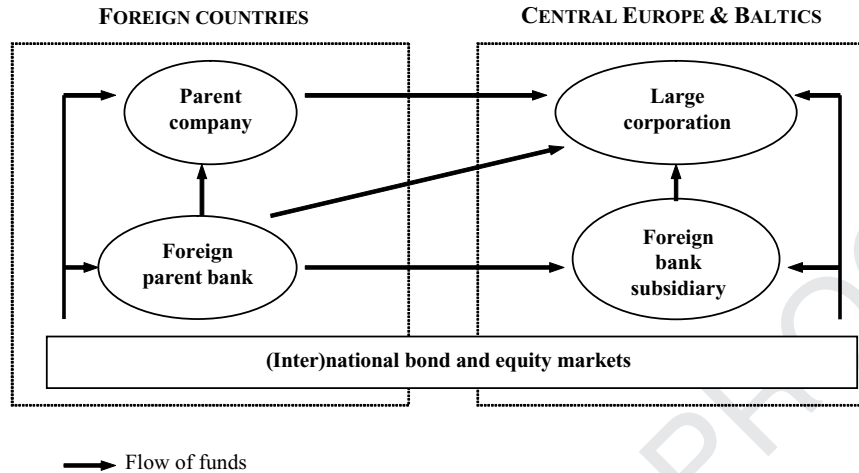 FOREIGN COUNTRIES
CENTRAL EUROPE & BALTICS
Parent
company
Large
corporation
Foreign
parent bank
Foreign
bank
subsidiary
(Inter)national bond and equity markets
Flow of funds